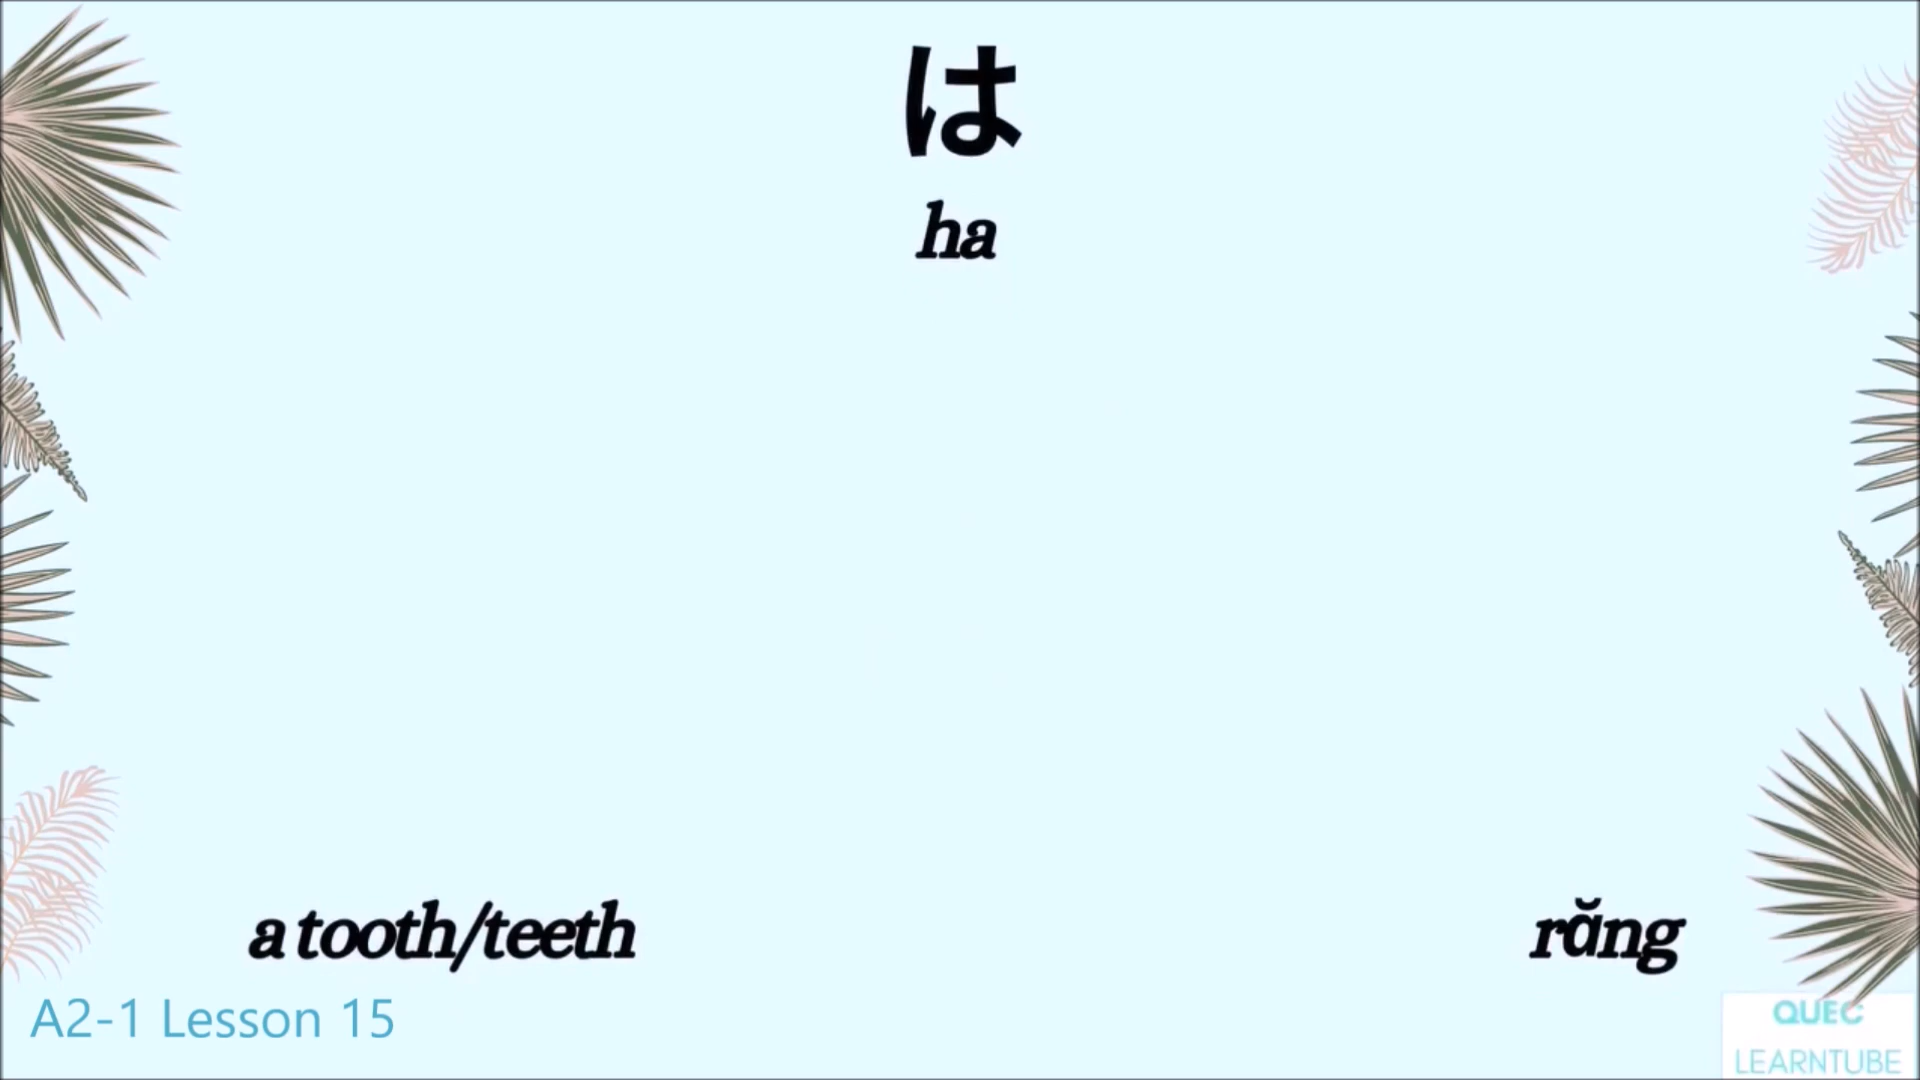 は
ha
a tooth/teeth
răng
A2-1 Lesson 15
QUEC
LEARNTUBE